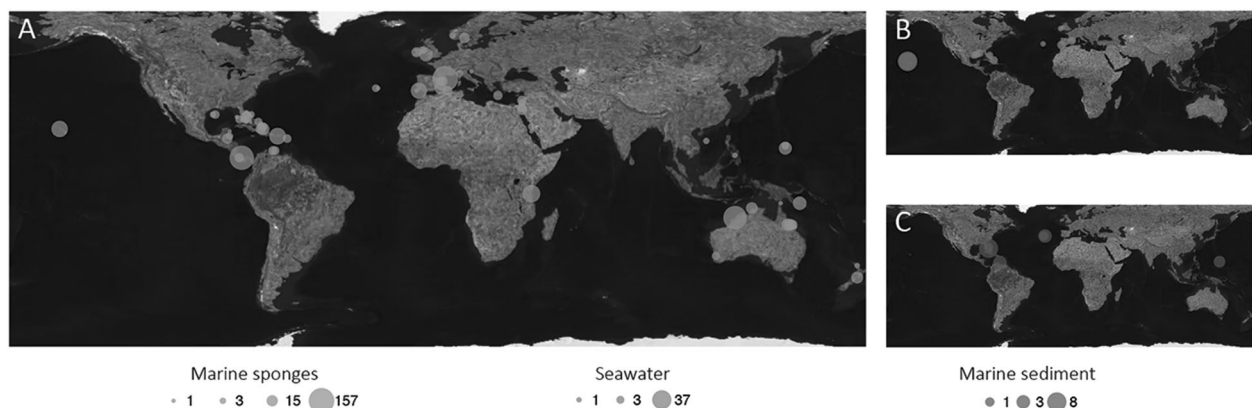 A
B
C
Marine sponges
1 3 15 157
Seawater
1 3 37
Marine sediment
1 3 8